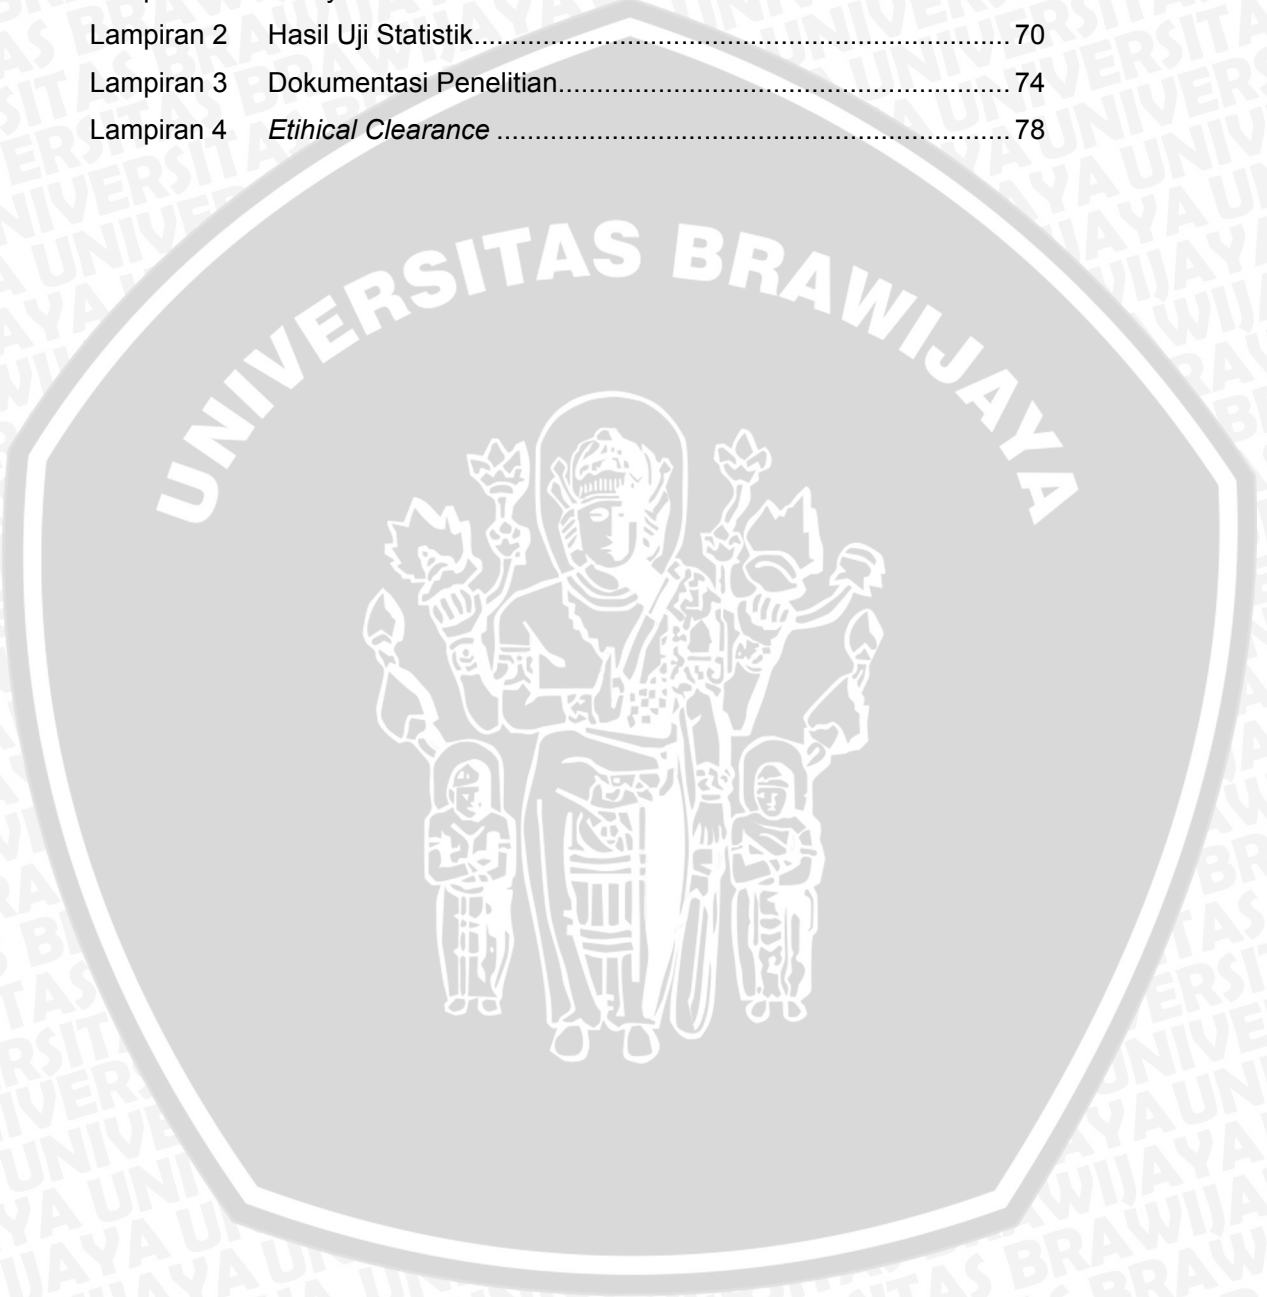 Lampiran 2 Hasil Uji Statistik.......................................................................70
Lampiran 3 Dokumentasi Penelitian...........................................................74
Lampiran 4 Etihical Clearance ...................................................................78
UNIVERSITAS BRAWIJAYA